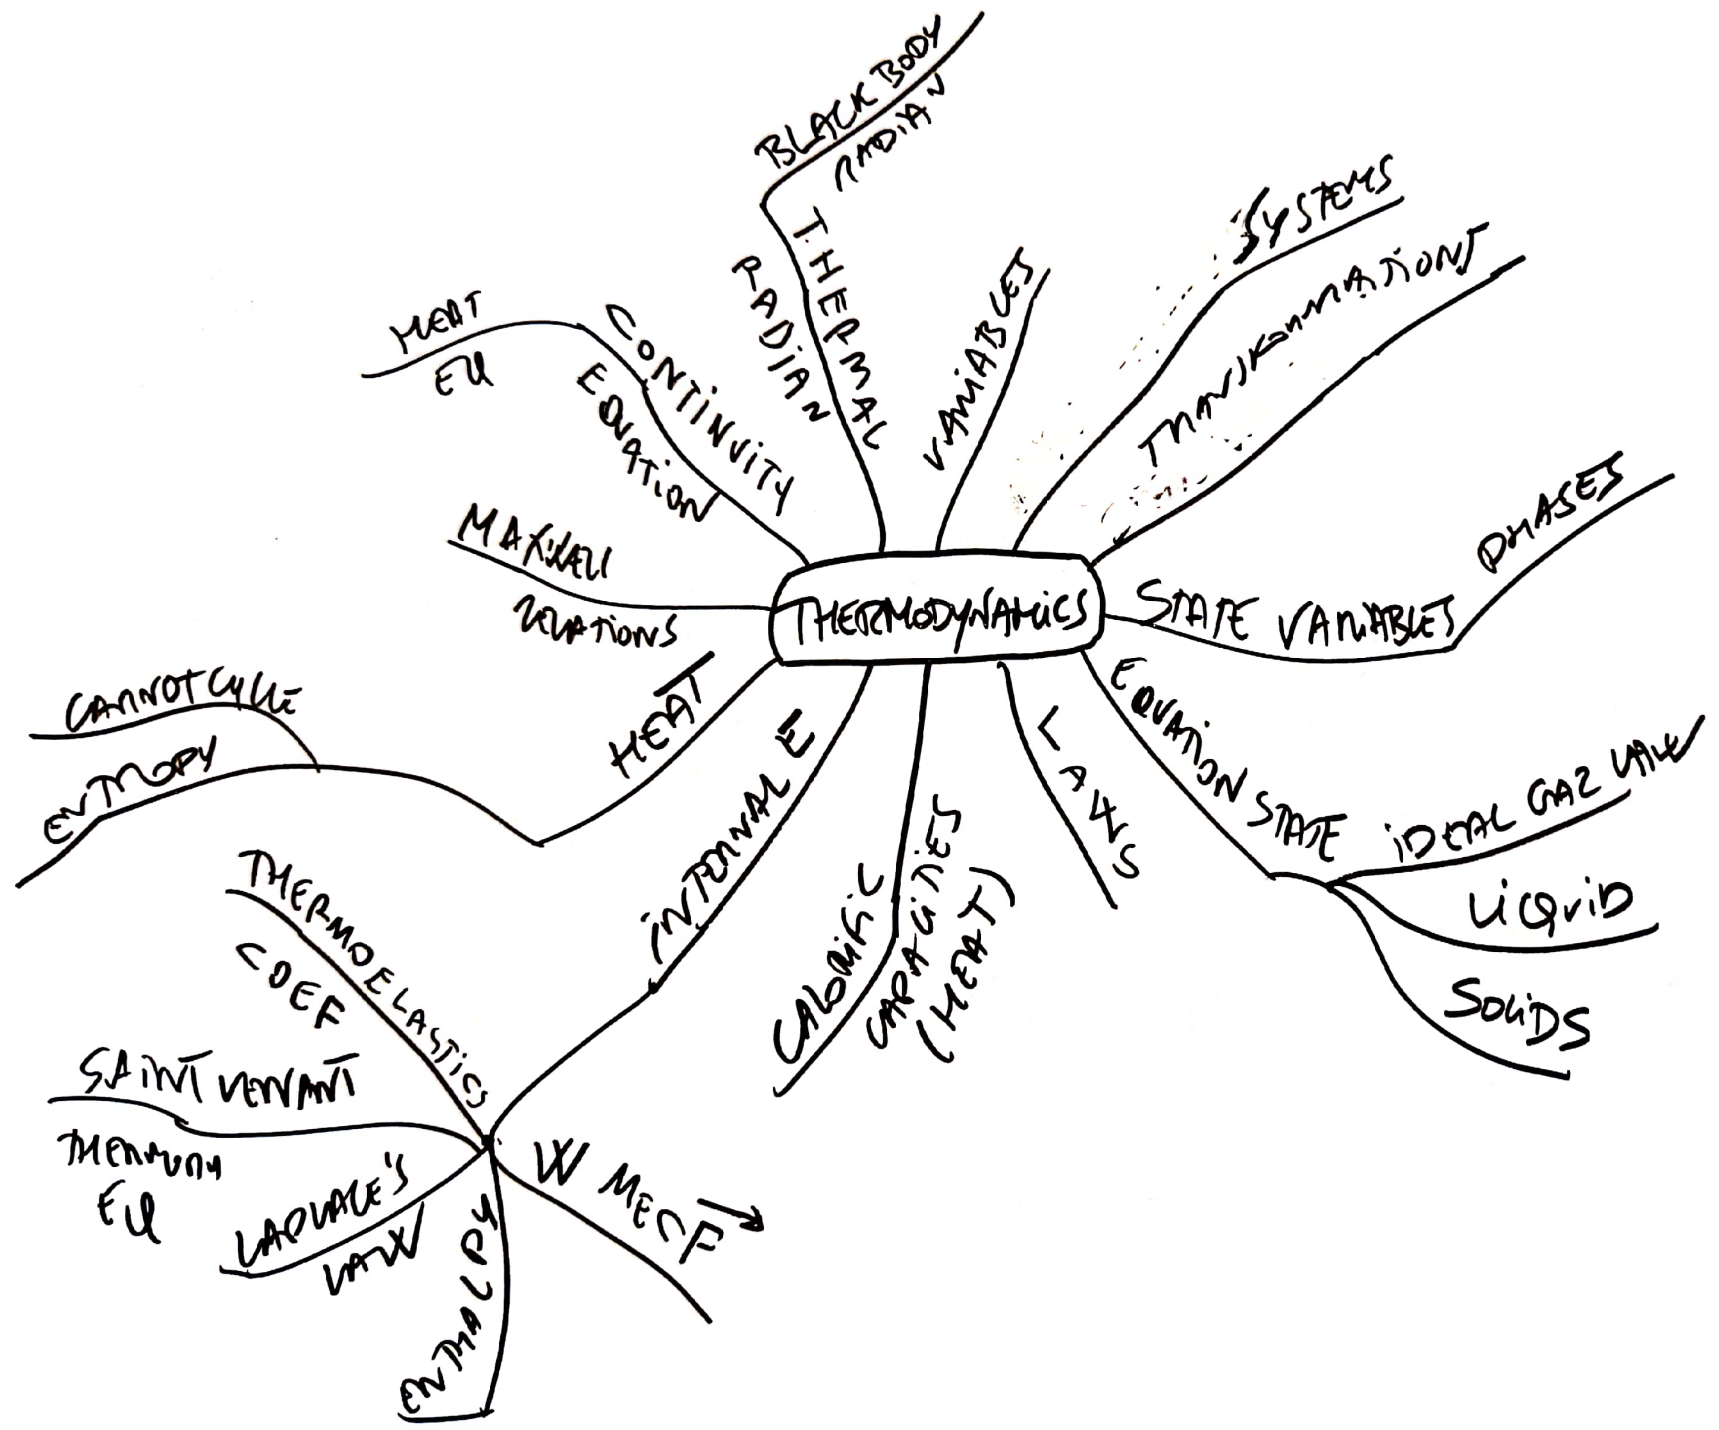 THERMODYNAMICS
BLACK BODY
RADIAN
THERMAL
RADIAN
VARIABLES
SYSTEMS
TRANSFORMATIONS
STATE VARIABLES
PHASES
EQUATION STATE
IDEAL GAZ LAW
LIQUID
SOLIDS
LAWS
CALORIFIC
CAPACITIES
(HEAT)
INTERNAL E
W MEC F
ENTHALPY
LAPLACE'S
LAW
SAINT VENANT
EQ
THERMOELASTICS
COEF
HEAT
CARNOT CYCLE
ENTROPY
MAXWELL
RELATIONS
CONTINUITY
EQUATION
HEAT
EQ